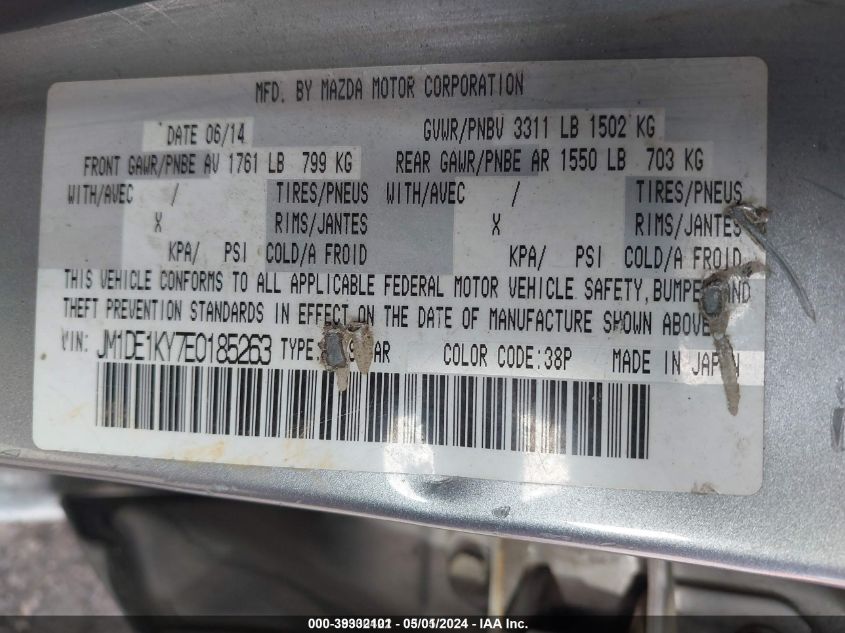 MFD. BY MAZDA MOTOR CORPORATION
DATE 06/14 GVWR/PNBV 3311 LB 1502 KG
FRONT GAWR/PNBE AV 1761 LB 799 KG REAR GAWR/PNBE AR 1550 LB 703 KG
WITH/AVEC / TIRES/PNEUS WITH/AVEC / TIRES/PNEUS
X RIMS/JANTES X RIMS/JANTES
KPA/ PSI COLD/A FROID KPA/ PSI COLD/A FROID
THIS VEHICLE CONFORMS TO ALL APPLICABLE FEDERAL MOTOR VEHICLE SAFETY, BUMPER AND
THEFT PREVENTION STANDARDS IN EFFECT ON THE DATE OF MANUFACTURE SHOWN ABOVE.
VIN: JM1DE1KY7E0185263 TYPE: COLOR CODE:38P MADE IN JAPAN
000-39332101 - 05/01/2024 - IAA Inc.